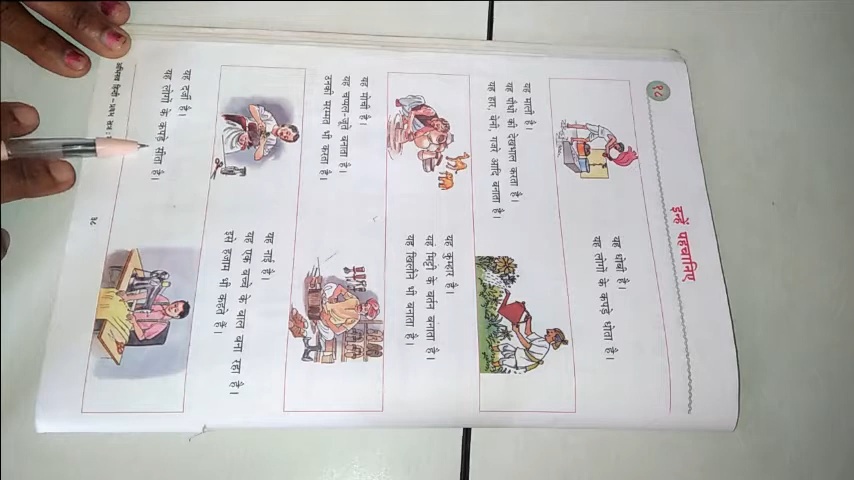 १८
इन्हें पहचानिए
यह धोबी है।
यह लोगों के कपड़े धोता है।
यह माली है।
यह पौधों की देखभाल करता है।
यह हार, वेनी, गजरे आदि बनाता है।
यह कुम्हार है।
यह मिट्टी के बर्तन बनाता है।
यह खिलौने भी बनाता है।
यह मोची है।
यह चप्पल-जूते बनाता है।
उनकी मरम्मत भी करता है।
यह नाई है।
यह एक बच्चे के बाल बना रहा है।
इसे हजाम भी कहते हैं।
यह दर्जी है।
यह लोगों के कपड़े सीता है।
३८